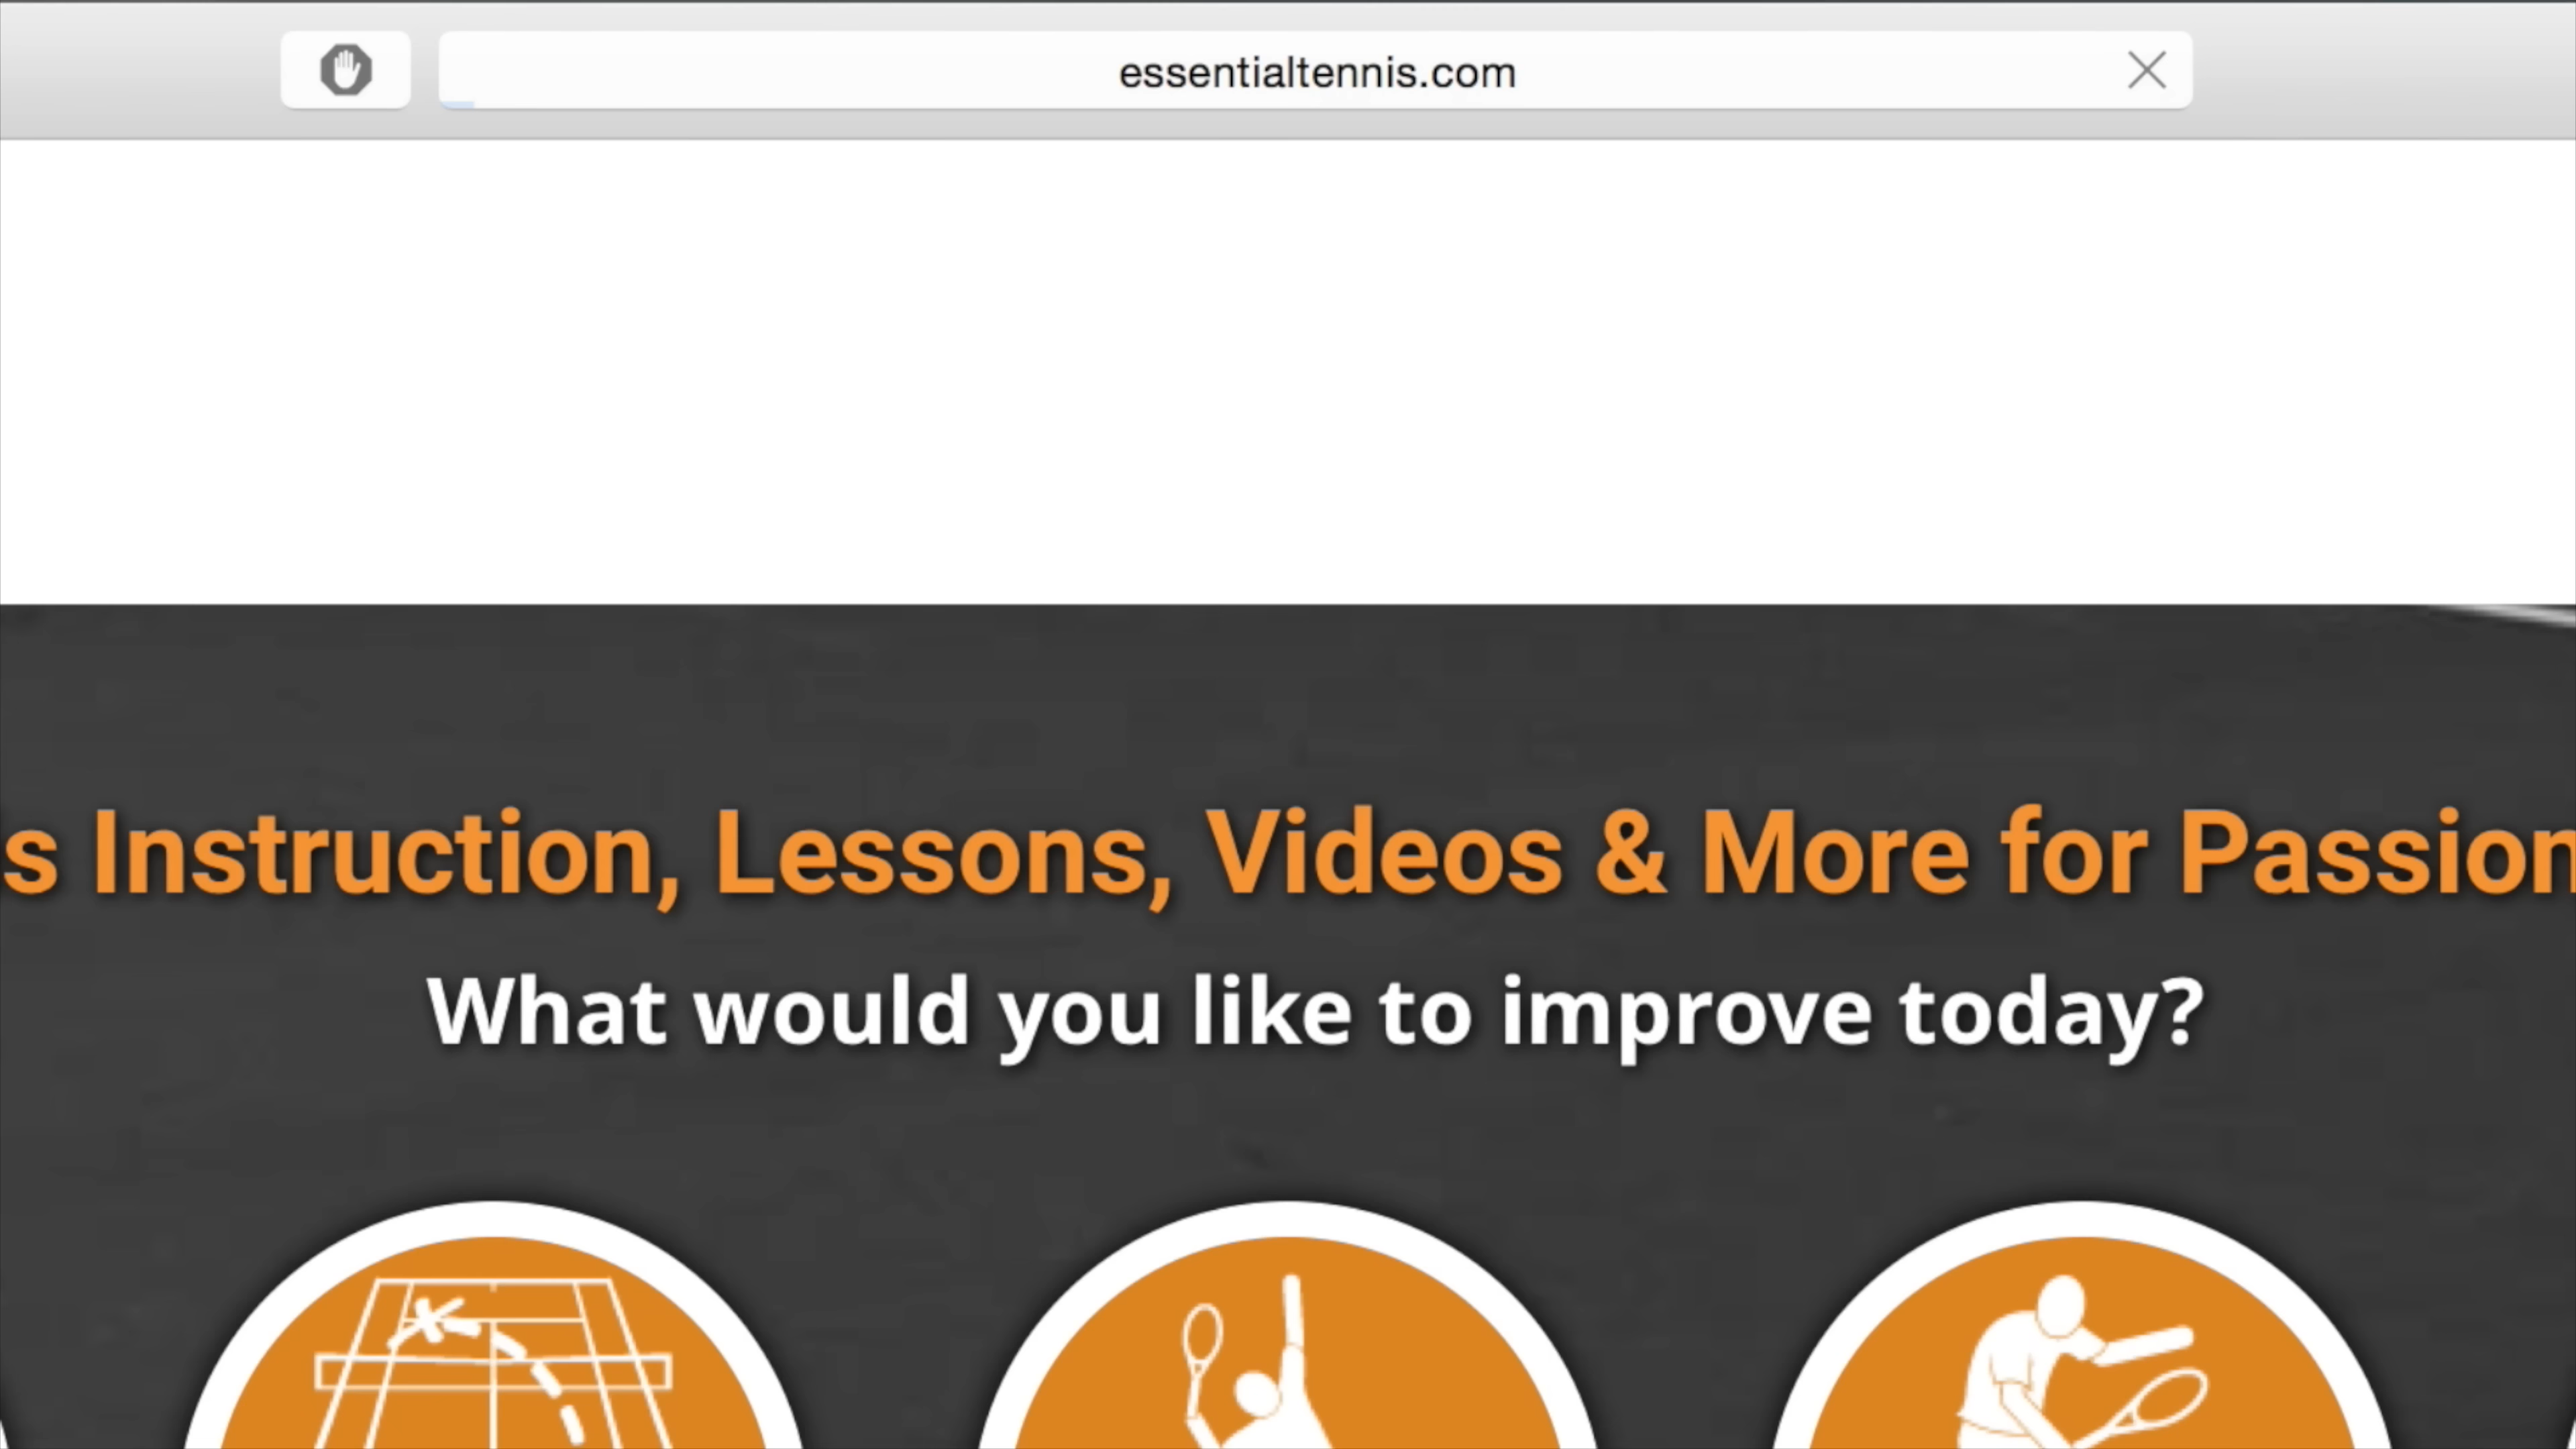 essentialtennis.com
s Instruction, Lessons, Videos & More for Passion
What would you like to improve today?